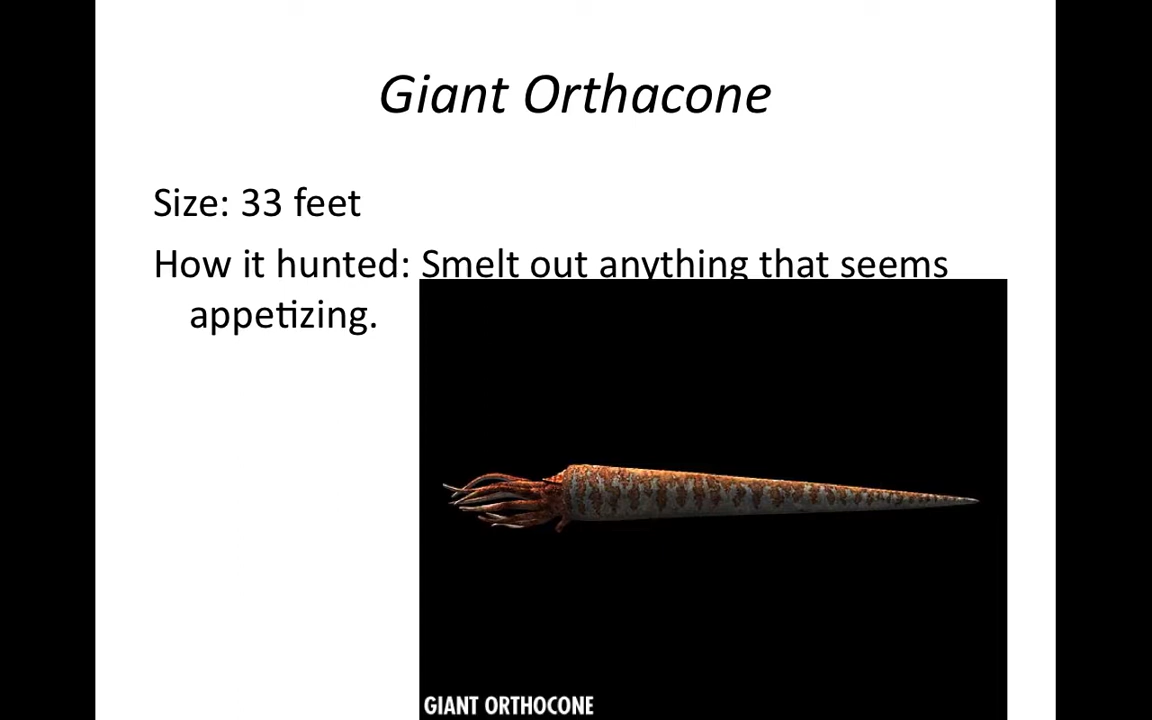 Giant Orthacone
Size: 33 feet
How it hunted: Smelt out anything that seems
appetizing.
GIANT ORTHOCONE